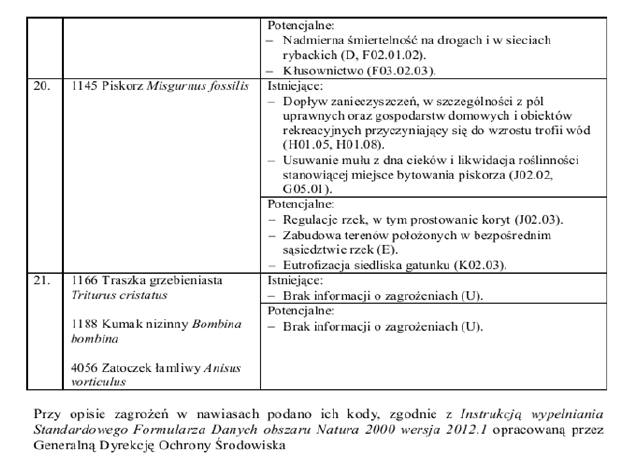 Potencjalne:
– Nadmierna śmiertelność na drogach i w sieciach
rybackich (D, F02.01.02).
– Kłusownictwo (F03.02.03).
20. 1145 Piskorz Misgurnus fossilis
Istniejące:
– Dopływ zanieczyszczeń, w szczególności z pól
uprawnych oraz gospodarstw domowych i obiektów
rekreacyjnych przyczyniający się do wzrostu trofii wód
(H01.05, H01.08).
– Usuwanie mułu z dna cieków i likwidacja roślinności
stanowiącej miejsce bytowania piskorza (J02.02,
G05.01).
Potencjalne:
– Regulacje rzek, w tym prostowanie koryt (J02.03).
– Zabudowa terenów położonych w bezpośrednim
sąsiedztwie rzek (E).
– Eutrofizacja siedliska gatunku (K02.03).
21. 1166 Traszka grzebieniasta
Triturus cristatus
1188 Kumak nizinny Bombina
bombina
4056 Zatoczek łamliwy Anisus
vorticulus
Istniejące:
– Brak informacji o zagrożeniach (U).
Potencjalne:
– Brak informacji o zagrożeniach (U).
Przy opisie zagrożeń w nawiasach podano ich kody, zgodnie z Instrukcją wypełniania
Standardowego Formularza Danych obszaru Natura 2000 wersja 2012.1 opracowaną przez
Generalną Dyrekcję Ochrony Środowiska